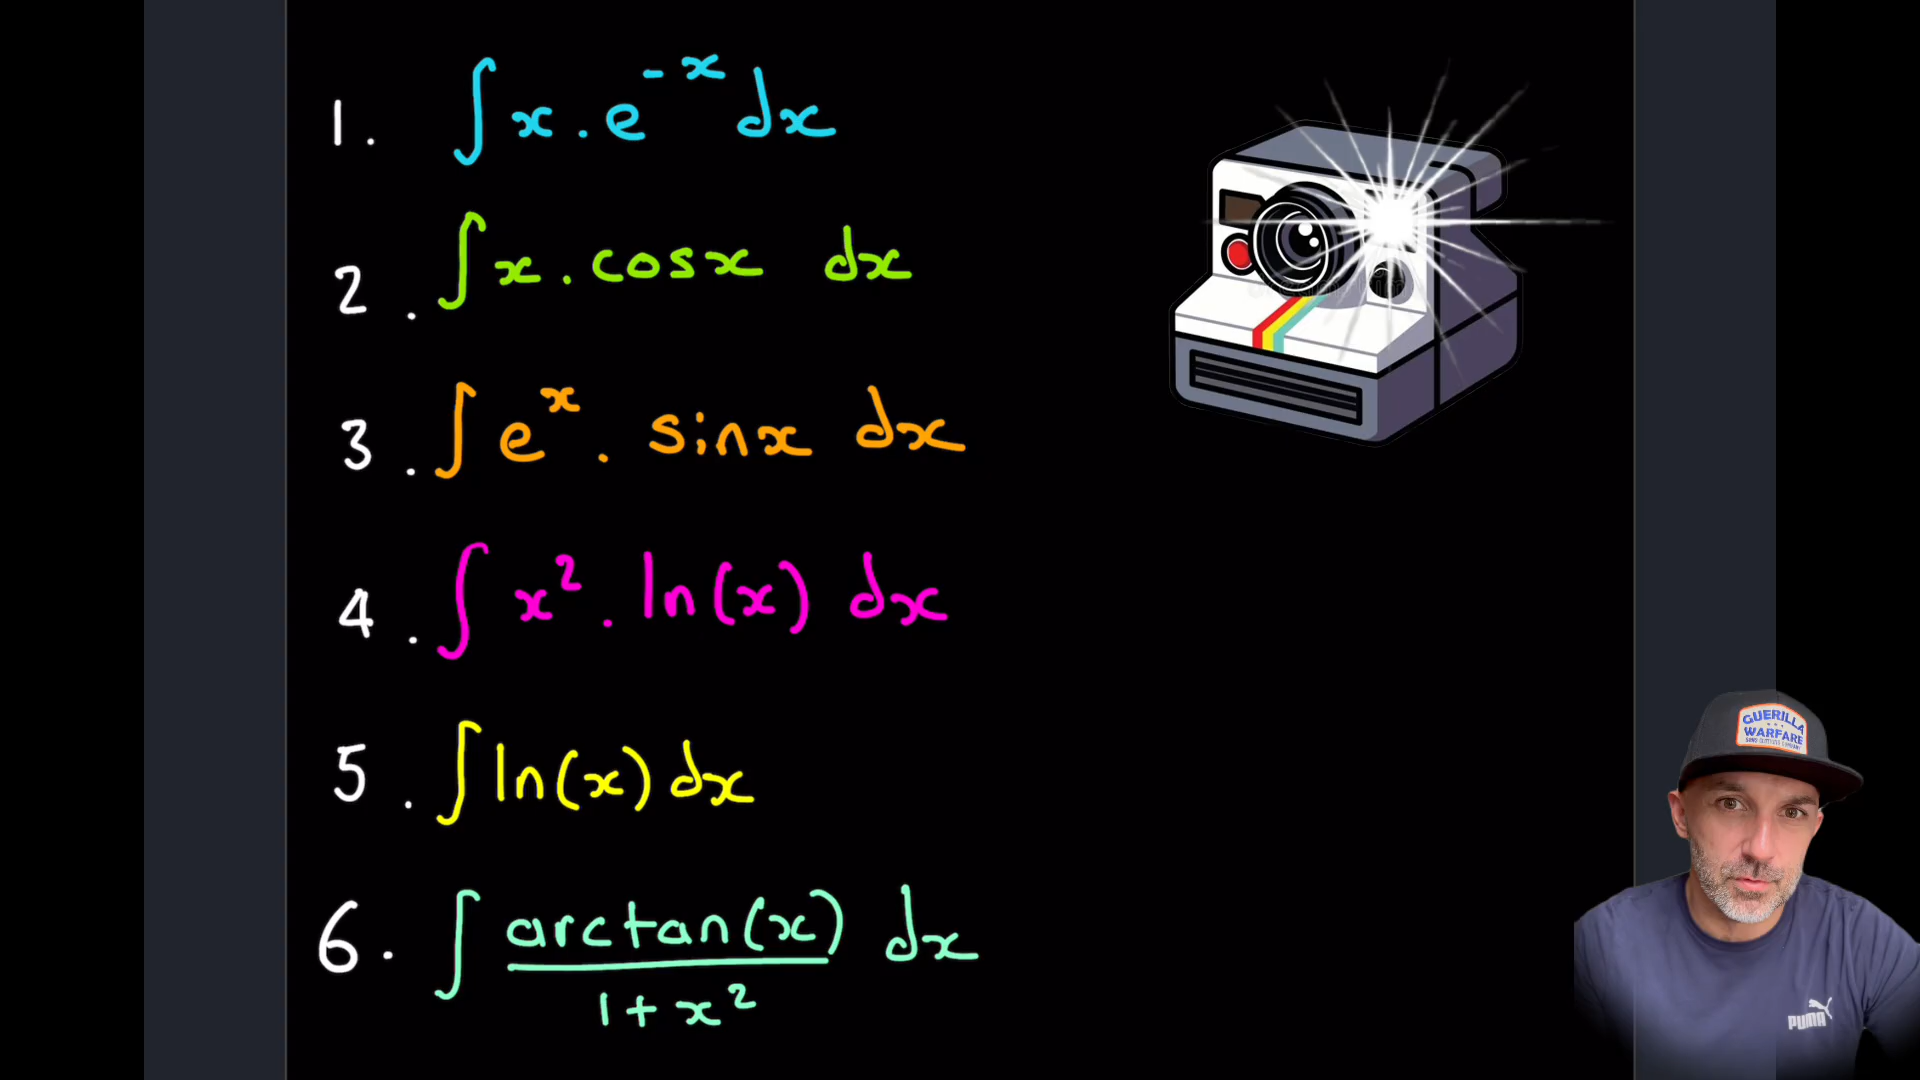 1. ∫ x . e^{-x} dx
2 . ∫ x . cosx dx
3 . ∫ e^{x} . sinx dx
4 . ∫ x² . ln(x) dx
5 . ∫ ln(x) dx
6 . ∫ arctan(x) / 1+x² dx
GUERILLA
WARFARE
PUMA